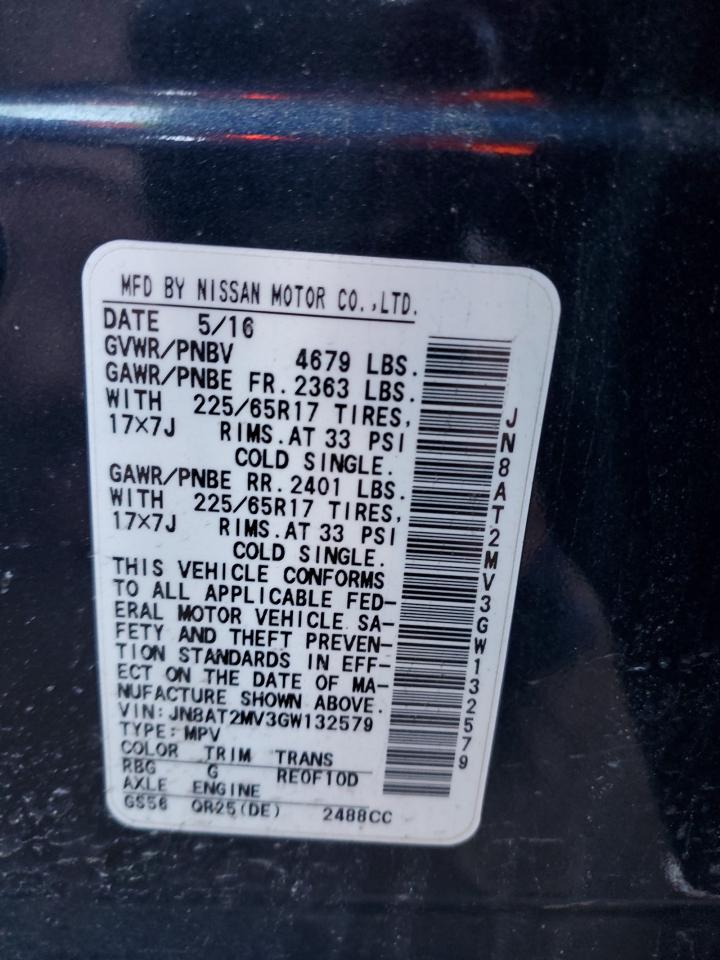 MFD BY NISSAN MOTOR CO.,LTD.
DATE 5/16
GVWR/PNBV 4679 LBS.
GAWR/PNBE FR.2363 LBS.
WITH 225/65R17 TIRES,
17×7J RIMS.AT 33 PSI
COLD SINGLE.
GAWR/PNBE RR.2401 LBS.
WITH 225/65R17 TIRES,
17×7J RIMS.AT 33 PSI
COLD SINGLE.
THIS VEHICLE CONFORMS
TO ALL APPLICABLE FED-
ERAL MOTOR VEHICLE SA-
FETY AND THEFT PREVEN-
TION STANDARDS IN EFF-
ECT ON THE DATE OF MA-
NUFACTURE SHOWN ABOVE.
VIN:JN8AT2MV3GW132579
TYPE:MPV
COLOR TRIM TRANS
RBG G RE0F10D
AXLE ENGINE
GS56 QR25(DE) 2488CC
JN8AT2MV3GW132579